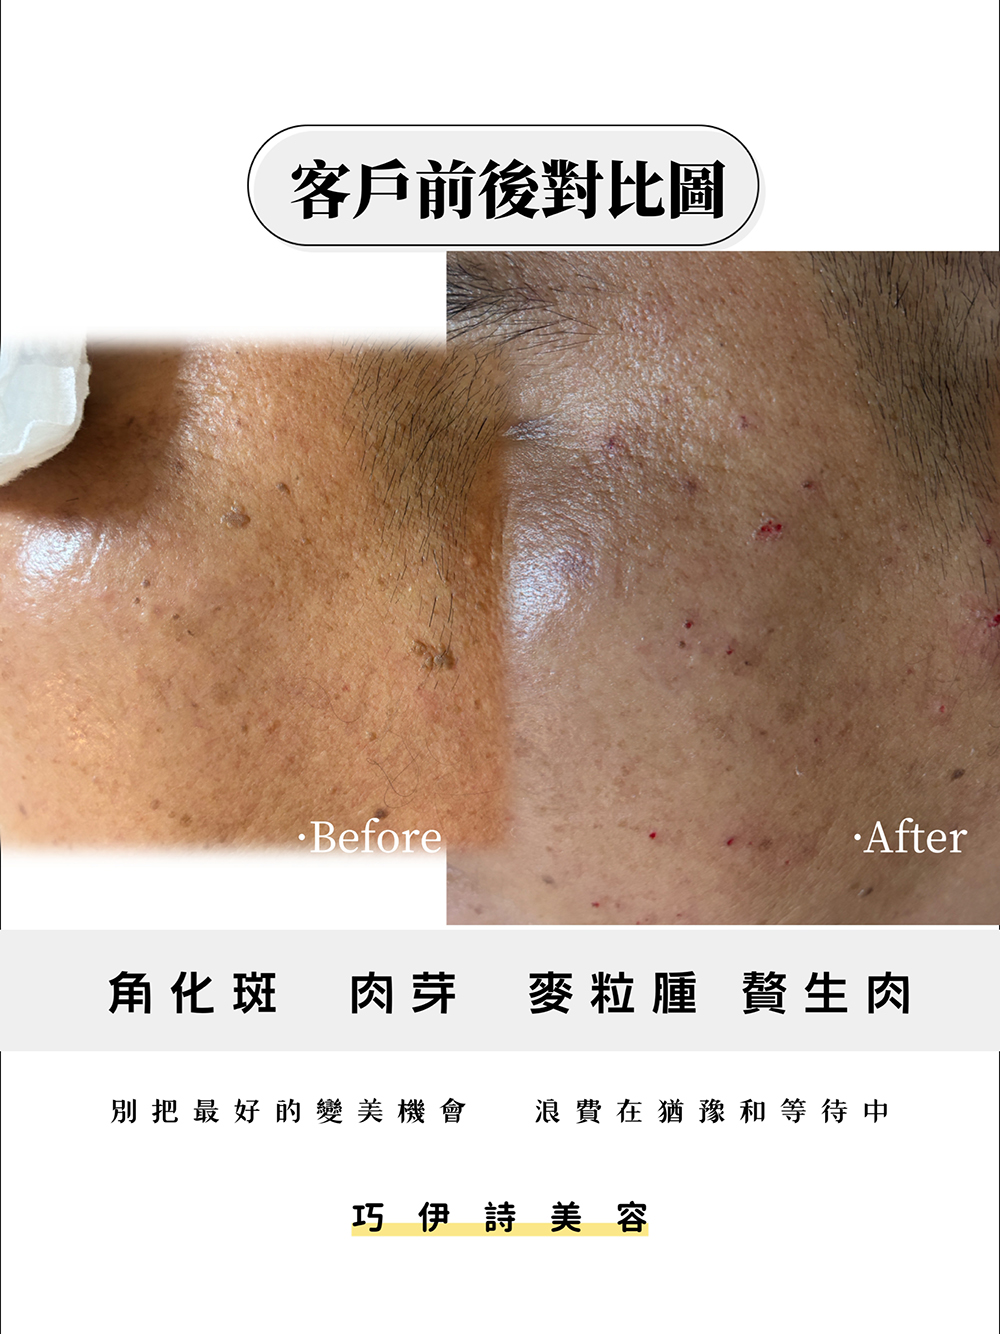 客戶前後對比圖
·Before
·After
角化斑 肉芽 麥粒腫 贅生肉
別把最好的變美機會 浪費在猶豫和等待中
巧伊詩美容